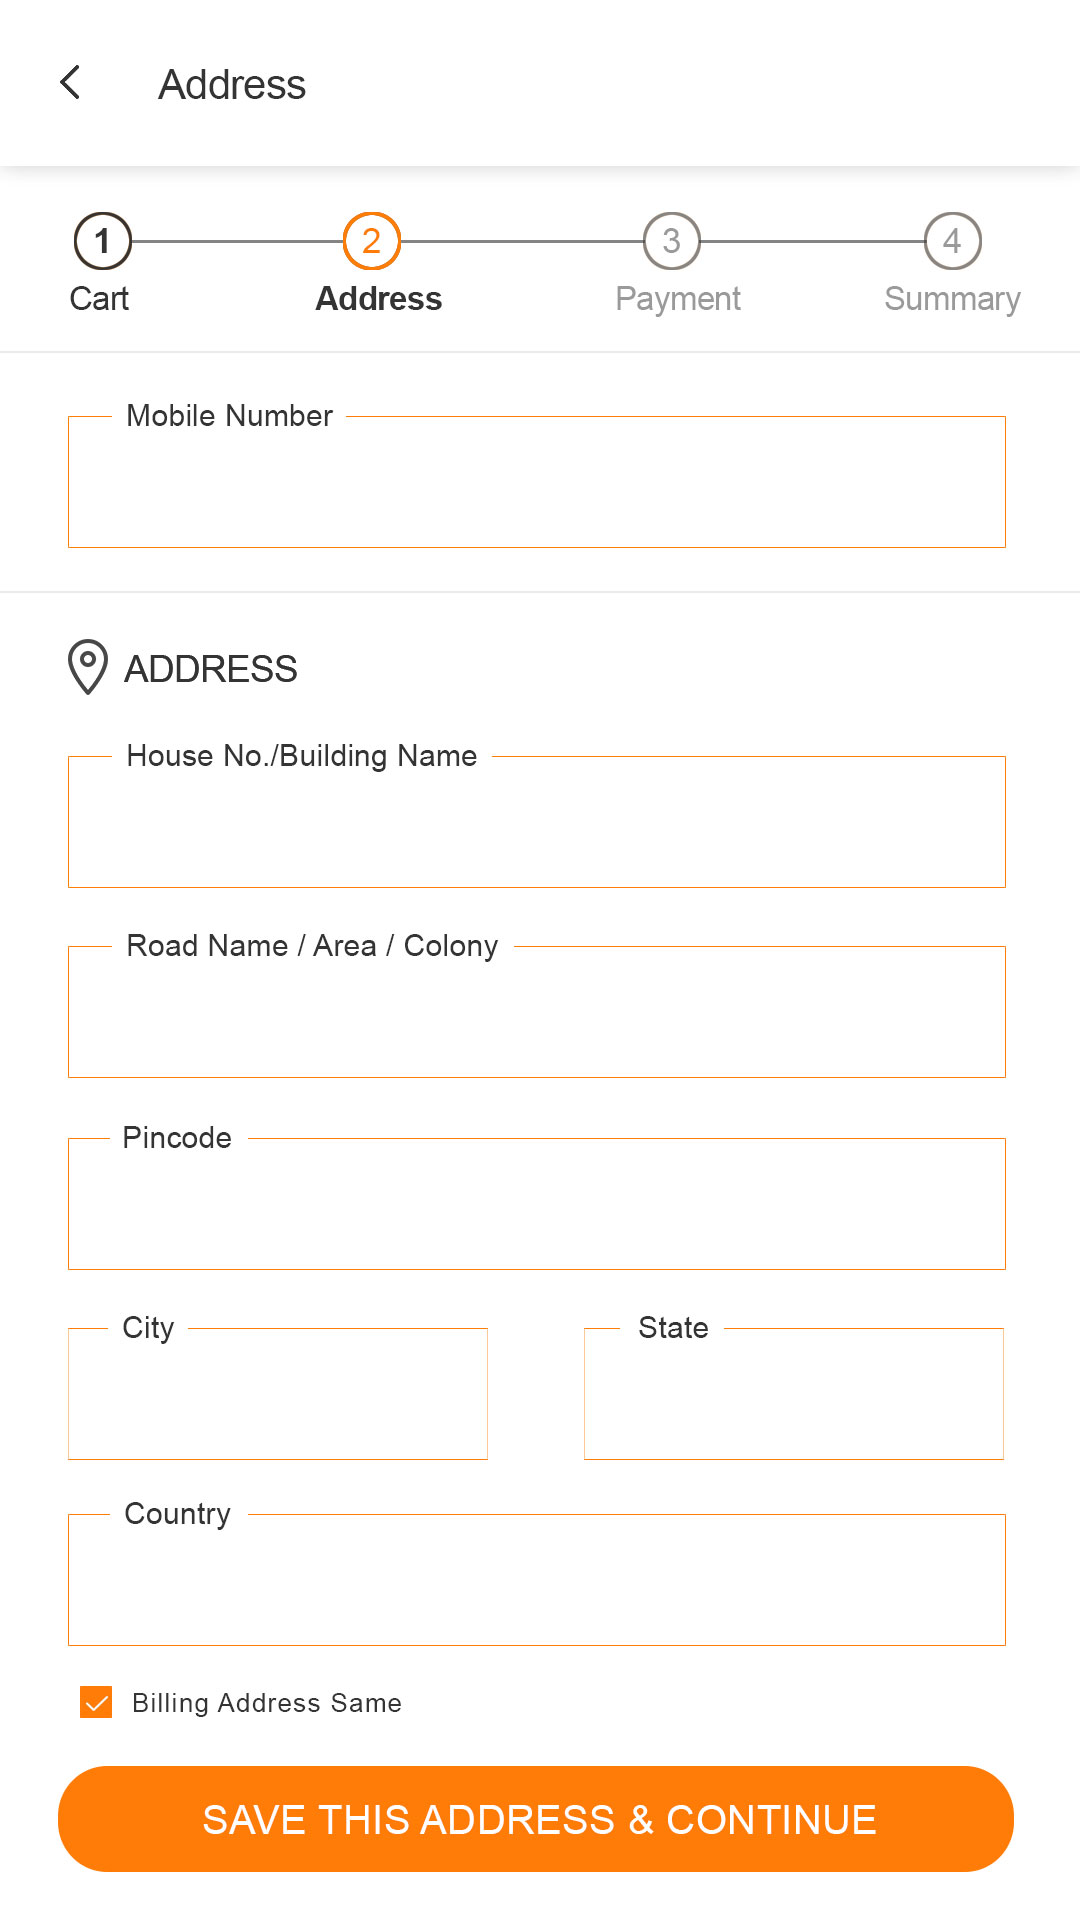 Address
1 2 3 4
Cart Address Payment Summary
Mobile Number
ADDRESS
House No./Building Name
Road Name / Area / Colony
Pincode
City State
Country
Billing Address Same
SAVE THIS ADDRESS & CONTINUE